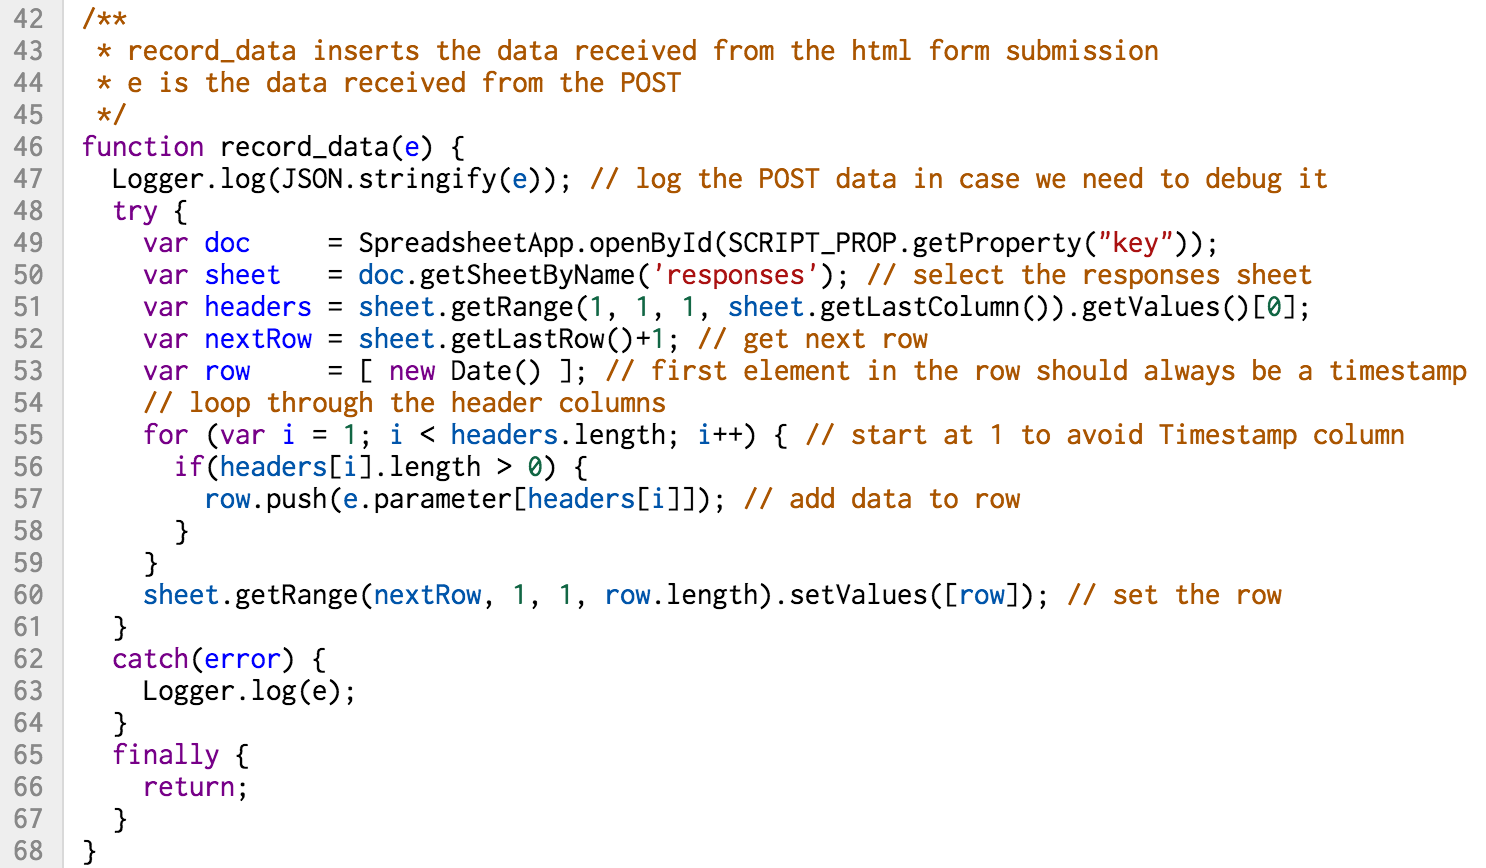 42 /**
43  * record_data inserts the data received from the html form submission
44  * e is the data received from the POST
45  */
46 function record_data(e) {
47   Logger.log(JSON.stringify(e)); // log the POST data in case we need to debug it
48   try {
49     var doc     = SpreadsheetApp.openById(SCRIPT_PROP.getProperty("key"));
50     var sheet   = doc.getSheetByName('responses'); // select the responses sheet
51     var headers = sheet.getRange(1, 1, 1, sheet.getLastColumn()).getValues()[0];
52     var nextRow = sheet.getLastRow()+1; // get next row
53     var row     = [ new Date() ]; // first element in the row should always be a timestamp
54     // loop through the header columns
55     for (var i = 1; i < headers.length; i++) { // start at 1 to avoid Timestamp column
56       if(headers[i].length > 0) {
57         row.push(e.parameter[headers[i]]); // add data to row
58       }
59     }
60     sheet.getRange(nextRow, 1, 1, row.length).setValues([row]); // set the row
61   }
62   catch(error) {
63     Logger.log(e);
64   }
65   finally {
66     return;
67   }
68 }